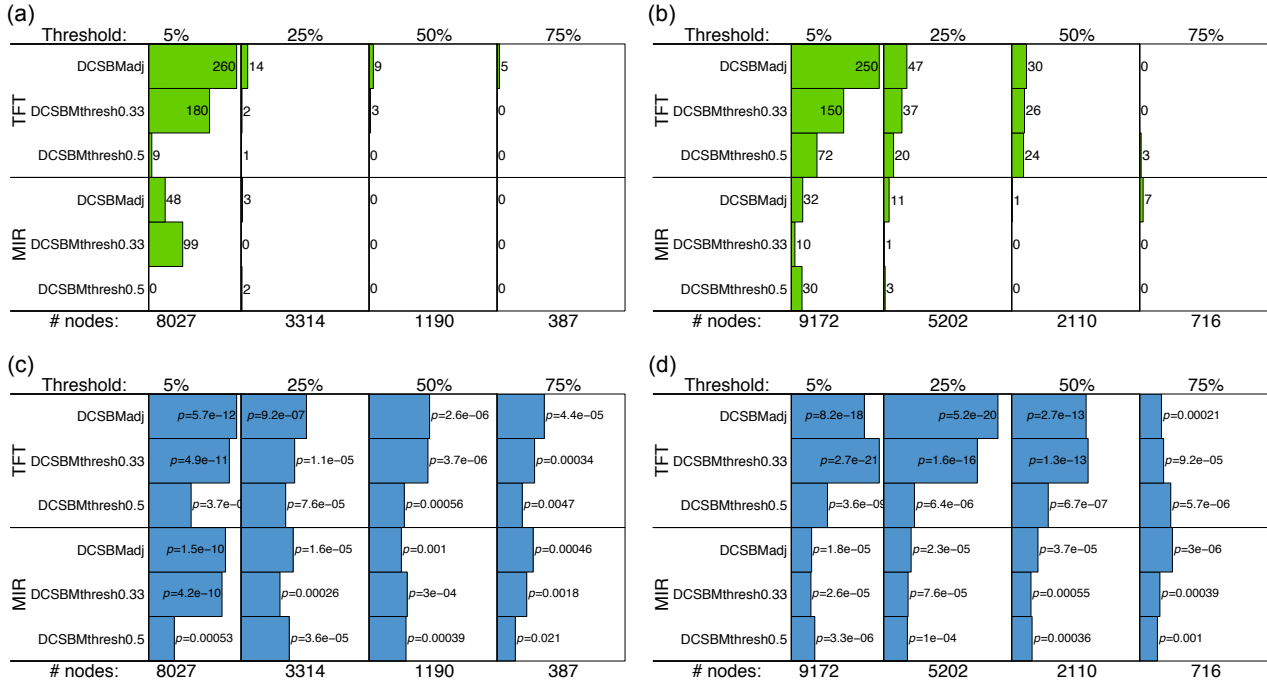 (a)
Threshold: 5% 25% 50% 75%
TFT
DCSBMadj 260 14 9 5
DCSBMthresh0.33 180 2 3 0
DCSBMthresh0.5 9 1 0 0
MIR
DCSBMadj 48 3 0 0
DCSBMthresh0.33 99 0 0 0
DCSBMthresh0.5 0 2 0 0
# nodes: 8027 3314 1190 387
(b)
Threshold: 5% 25% 50% 75%
TFT
DCSBMadj 250 47 30 0
DCSBMthresh0.33 150 37 26 0
DCSBMthresh0.5 72 20 24 3
MIR
DCSBMadj 32 11 1 7
DCSBMthresh0.33 10 1 0 0
DCSBMthresh0.5 30 3 0 0
# nodes: 9172 5202 2110 716
(c)
Threshold: 5% 25% 50% 75%
TFT
DCSBMadj p=5.7e-12 p=9.2e-07 p=2.6e-06 p=4.4e-05
DCSBMthresh0.33 p=4.9e-11 p=1.1e-05 p=3.7e-06 p=0.00034
DCSBMthresh0.5 p=7.6e-05 p=0.00056 p=0.0047
MIR
DCSBMadj p=1.5e-10 p=1.6e-05 p=0.001 p=0.00046
DCSBMthresh0.33 p=4.2e-10 p=0.00026 p=3e-04 p=0.0018
DCSBMthresh0.5 p=0.00053 p=3.6e-05 p=0.00039 p=0.021
# nodes: 8027 3314 1190 387
(d)
Threshold: 5% 25% 50% 75%
TFT
DCSBMadj p=8.2e-18 p=5.2e-20 p=2.7e-13 p=0.00021
DCSBMthresh0.33 p=2.7e-21 p=1.6e-16 p=1.3e-13 p=9.2e-05
DCSBMthresh0.5 p=3.6e-09 p=6.4e-06 p=6.7e-07 p=5.7e-06
MIR
DCSBMadj p=1.8e-05 p=2.3e-05 p=3.7e-05 p=3e-06
DCSBMthresh0.33 p=2.6e-05 p=7.6e-05 p=0.00055 p=0.00039
DCSBMthresh0.5 p=3.3e-06 p=1e-04 p=0.00036 p=0.001
# nodes: 9172 5202 2110 716